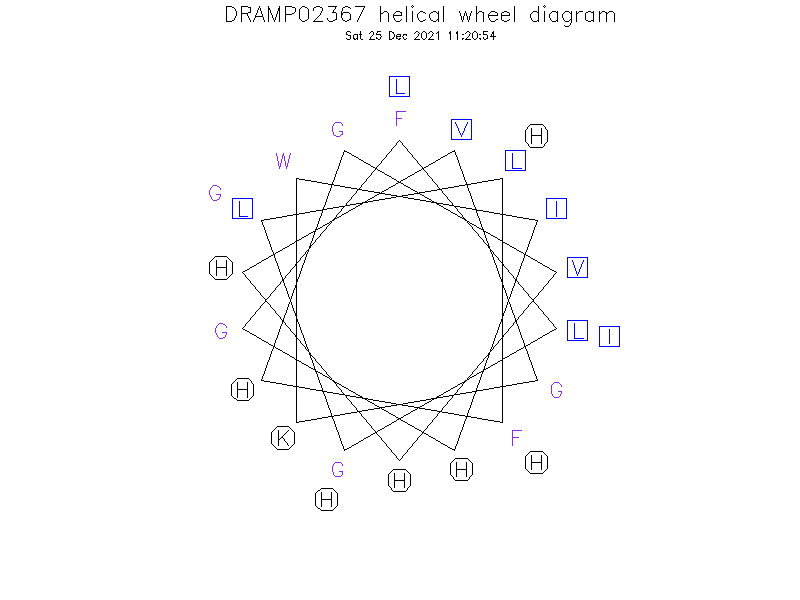 DRAMP02367 helical wheel diagram
Sat 25 Dec 2021 11:20:54
L
F
G V H
W L
G L I
H V
G L I
H G
K F
G H H H
H